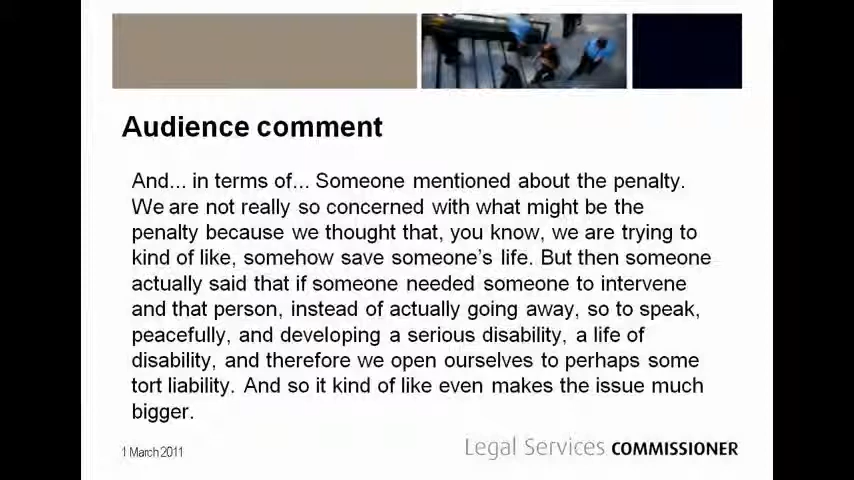 Audience comment
And... in terms of... Someone mentioned about the penalty.
We are not really so concerned with what might be the
penalty because we thought that, you know, we are trying to
kind of like, somehow save someone's life. But then someone
actually said that if someone needed someone to intervene
and that person, instead of actually going away, so to speak,
peacefully, and developing a serious disability, a life of
disability, and therefore we open ourselves to perhaps some
tort liability. And so it kind of like even makes the issue much
bigger.
1 March 2011
Legal Services COMMISSIONER